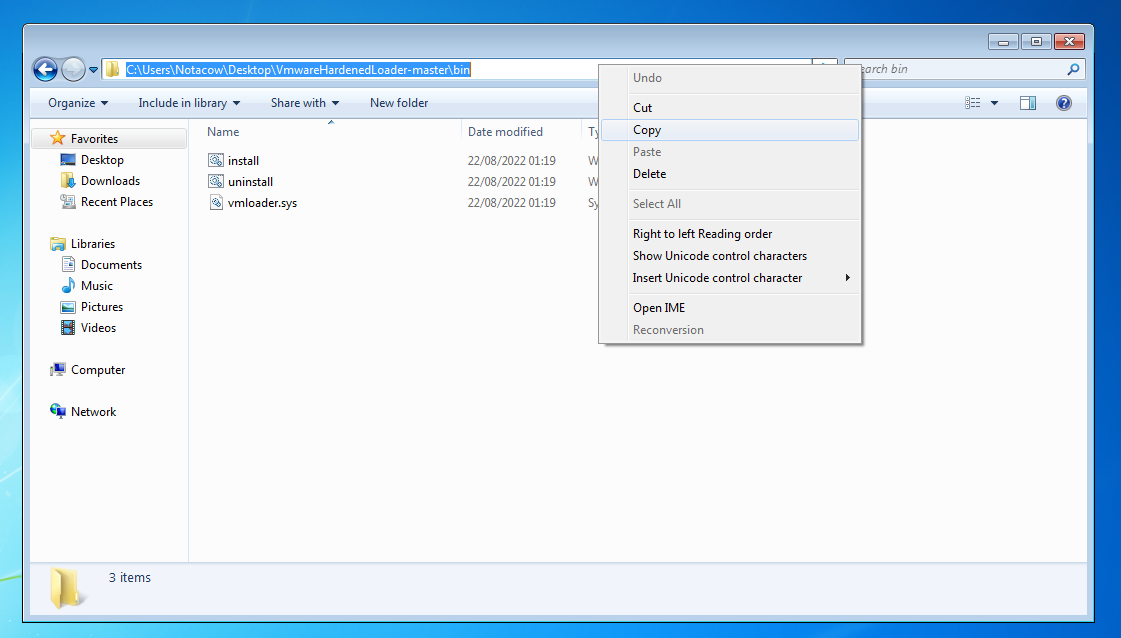 C:\Users\Notacow\Desktop\VmwareHardenedLoader-master\bin
earch bin
Organize Include in library Share with New folder
Favorites
Desktop
Downloads
Recent Places
Libraries
Documents
Music
Pictures
Videos
Computer
Network
Name Date modified Ty
install 22/08/2022 01:19 W
uninstall 22/08/2022 01:19 W
vmloader.sys 22/08/2022 01:19 Sy
Undo
Cut
Copy
Paste
Delete
Select All
Right to left Reading order
Show Unicode control characters
Insert Unicode control character
Open IME
Reconversion
3 items